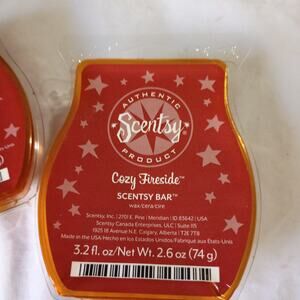 AUTHENTIC
Scentsy®
PRODUCT
Cozy Fireside™
SCENTSY BAR™
wax/cera/cire
Scentsy, Inc. | 2701 E. Pine | Meridian | ID 83642 | USA
Scentsy Canada Enterprises, ULC | Suite 115
1925 18 Avenue N.E. Calgary, Alberta | T2E 7T8
Made in the USA/Hecho en los Estados Unidos/Fabriqué aux États-Unis
3.2 fl. oz/Net Wt. 2.6 oz (74 g)